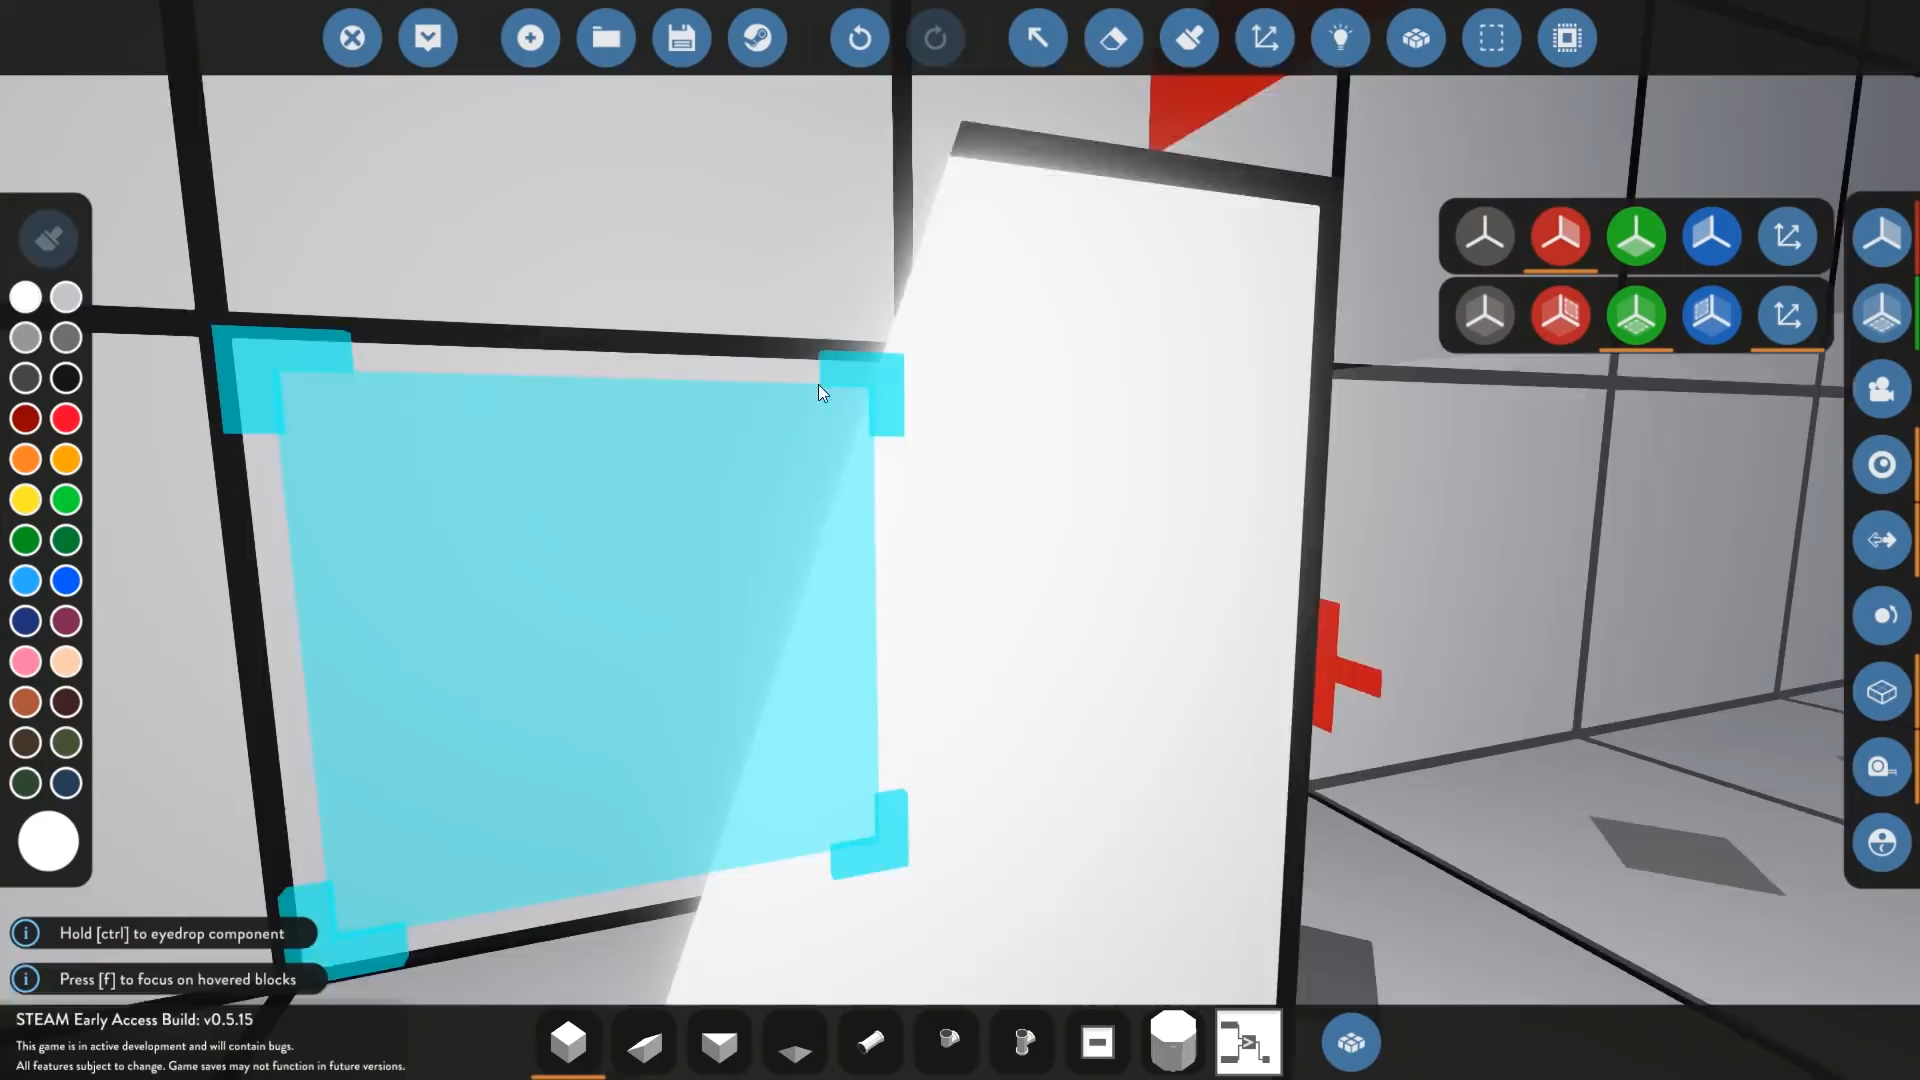 Hold [ctrl] to eyedrop component
Press [f] to focus on hovered blocks
STEAM Early Access Build: v0.5.15
This game is in active development and will contain bugs.
All features subject to change. Game saves may not function in future versions.